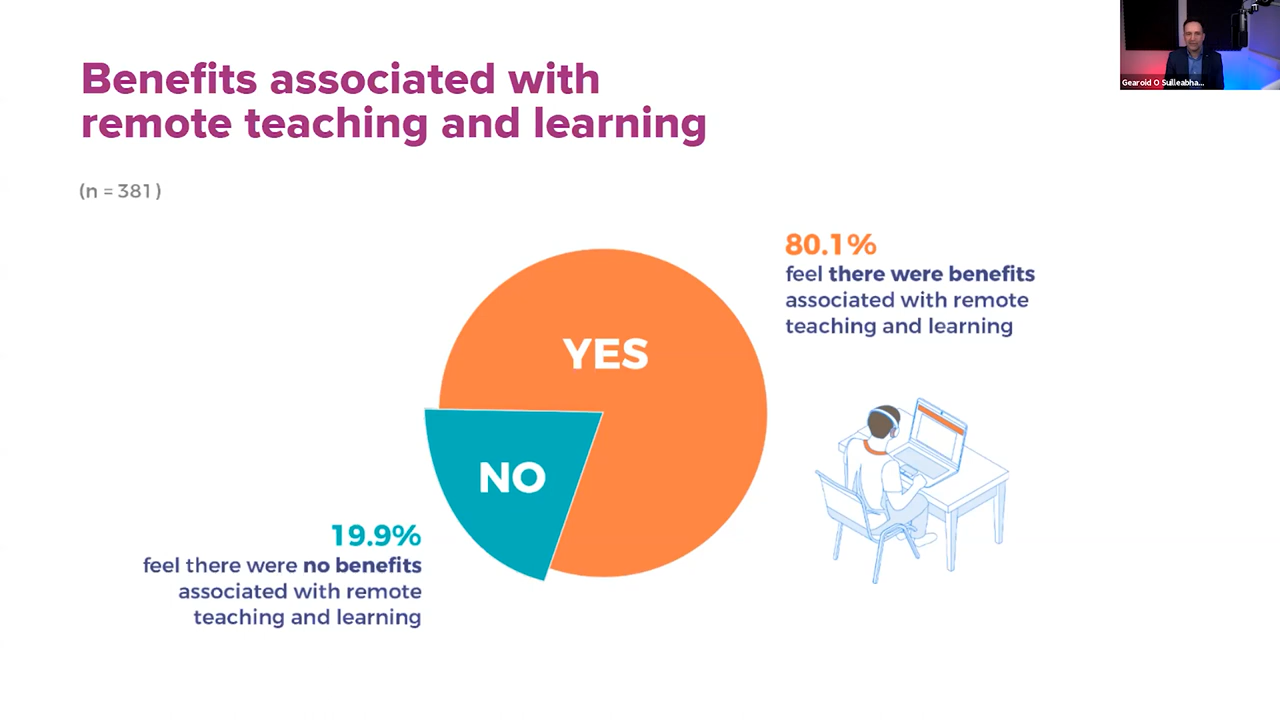 Benefits associated with
remote teaching and learning
(n = 381)
Gearoid O Suilleabha...
80.1%
feel there were benefits
associated with remote
teaching and learning
YES
NO
19.9%
feel there were no benefits
associated with remote
teaching and learning